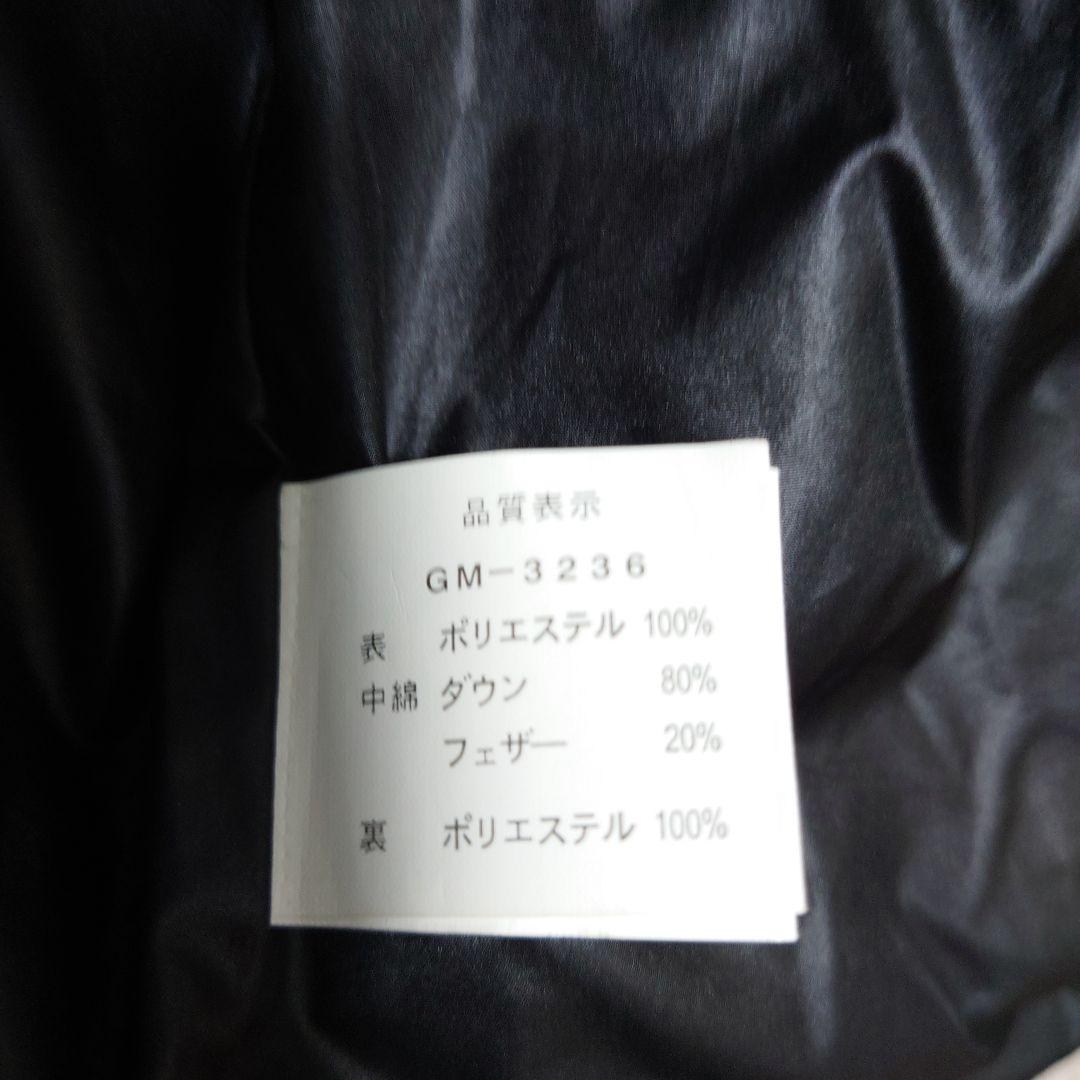 品質表示
GM-3236
表 ポリエステル 100%
中綿 ダウン 80%
フェザー 20%
裏 ポリエステル 100%